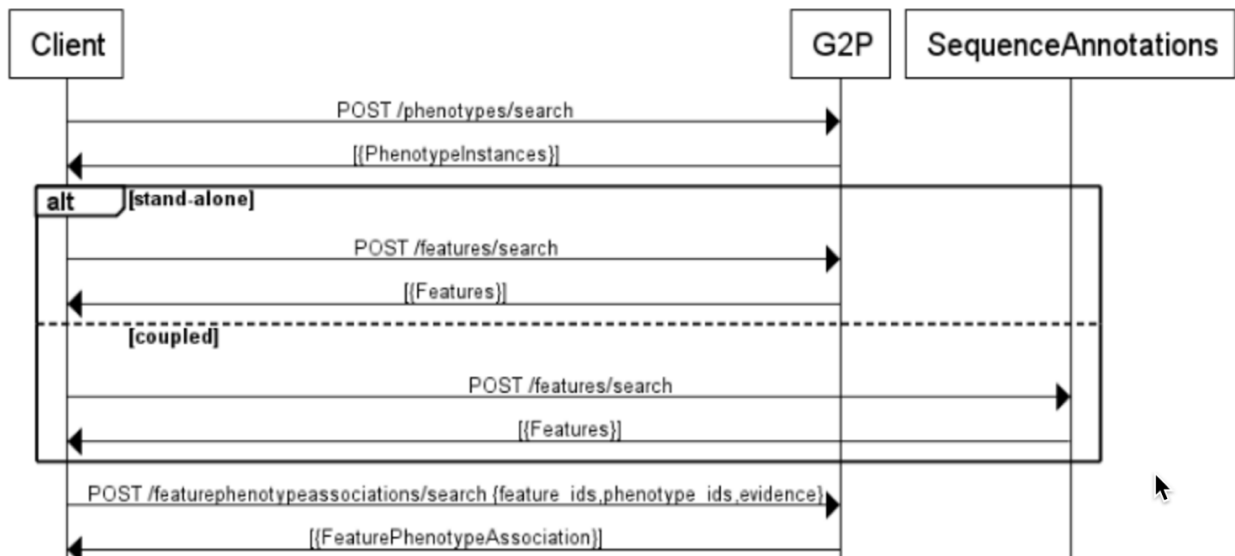 Client
G2P
SequenceAnnotations
POST /phenotypes/search
[{PhenotypeInstances}]
alt
[stand-alone]
POST /features/search
[{Features}]
[coupled]
POST /features/search
[{Features}]
POST /featurephenotypeassociations/search {feature_ids,phenotype_ids,evidence}
[{FeaturePhenotypeAssociation}]